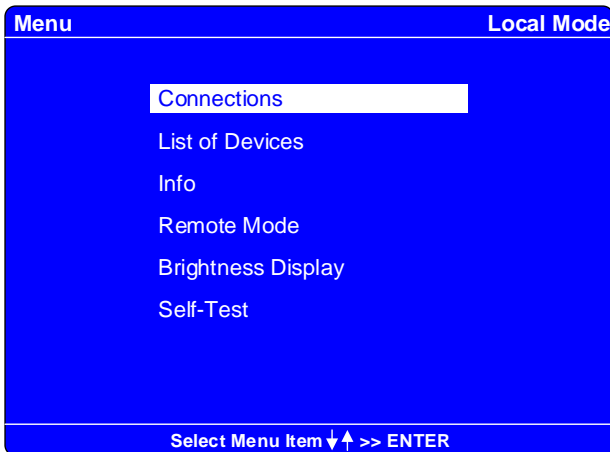 Menu Local Mode
Connections
List of Devices
Info
Remote Mode
Brightness Display
Self-Test
Select Menu Item ↓↑ >> ENTER